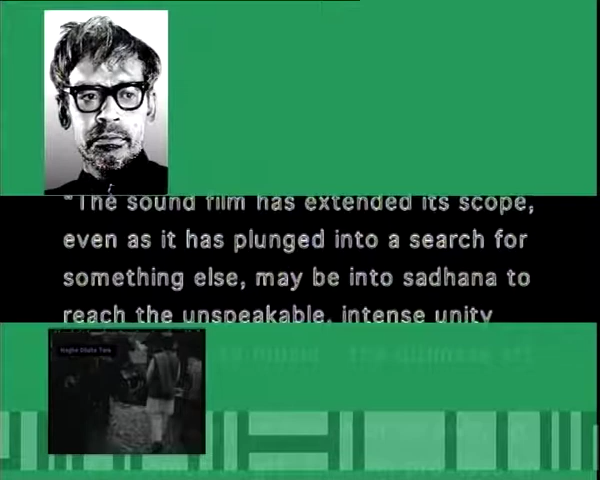 "The sound film has extended its scope,
even as it has plunged into a search for
something else, may be into sadhana to
reach the unspeakable, intense unity